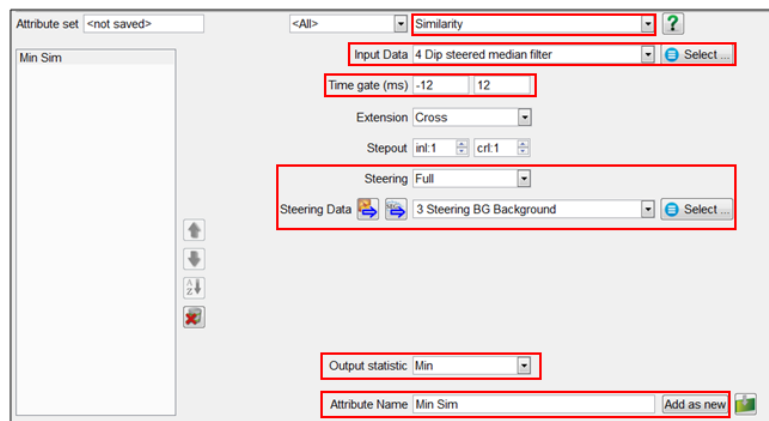 Attribute set <not saved> <All> Similarity ?
Min Sim
Input Data 4 Dip steered median filter Select ...
Time gate (ms) -12 12
Extension Cross
Stepout inl:1 crl:1
Steering Full
Steering Data 3 Steering BG Background Select ...
A
Z
Output statistic Min
Attribute Name Min Sim Add as new